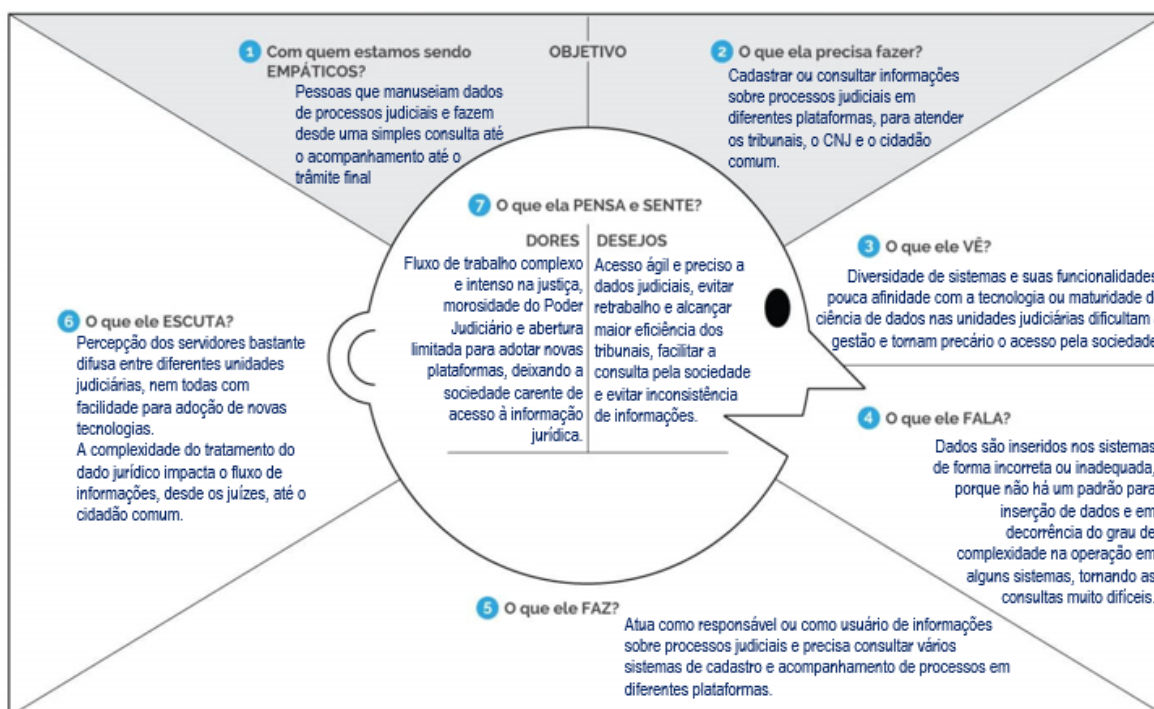 1 Com quem estamos sendo
EMPÁTICOS?
Pessoas que manuseiam dados
de processos judiciais e fazem
desde uma simples consulta até
o acompanhamento até o
trâmite final
OBJETIVO
2 O que ela precisa fazer?
Cadastrar ou consultar informações
sobre processos judiciais em
diferentes plataformas, para atender
os tribunais, o CNJ e o cidadão
comum.
7 O que ela PENSA e SENTE?
DORES
Fluxo de trabalho complexo
e intenso na justiça,
morosidade do Poder
Judiciário e abertura
limitada para adotar novas
plataformas, deixando a
sociedade carente de
acesso à informação
jurídica.
DESEJOS
Acesso ágil e preciso a
dados judiciais, evitar
retrabalho e alcançar
maior eficiência dos
tribunais, facilitar a
consulta pela sociedade
e evitar inconsistência
de informações.
3 O que ele VÊ?
Diversidade de sistemas e suas funcionalidades
pouca afinidade com a tecnologia ou maturidade d
ciência de dados nas unidades judiciárias dificultam
gestão e tornam precário o acesso pela sociedade
4 O que ele FALA?
Dados são inseridos nos sistemas
de forma incorreta ou inadequada,
porque não há um padrão para
inserção de dados e em
decorrência do grau de
complexidade na operação em
alguns sistemas, tornando as
consultas muito difíceis.
5 O que ele FAZ?
Atua como responsável ou como usuário de informações
sobre processos judiciais e precisa consultar vários
sistemas de cadastro e acompanhamento de processos em
diferentes plataformas.
6 O que ele ESCUTA?
Percepção dos servidores bastante
difusa entre diferentes unidades
judiciárias, nem todas com
facilidade para adoção de novas
tecnologias.
A complexidade do tratamento do
dado jurídico impacta o fluxo de
informações, desde os juízes, até o
cidadão comum.